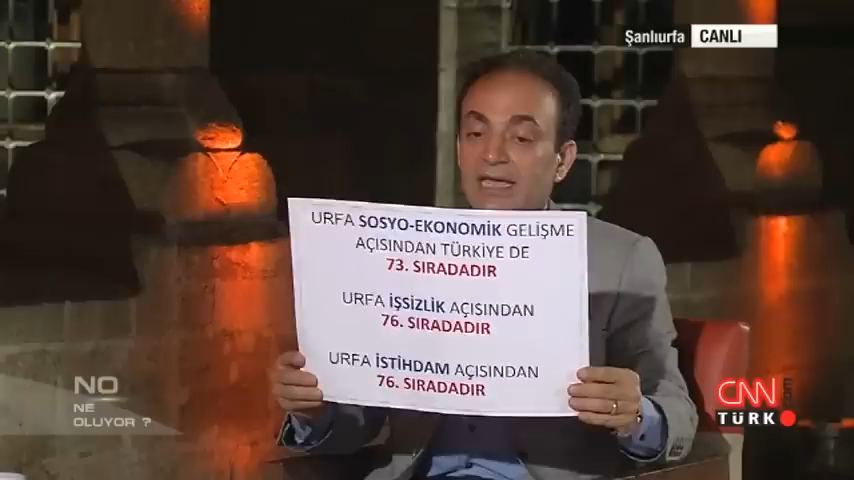 Şanlıurfa CANLI
URFA SOSYO-EKONOMİK GELİŞME
AÇISINDAN TÜRKİYE DE
73. SIRADADIR
URFA İŞSİZLİK AÇISINDAN
76. SIRADADIR
URFA İSTİHDAM AÇISINDAN
76. SIRADADIR
NO
NE
OLUYOR ?
CNN
TÜRK
.com